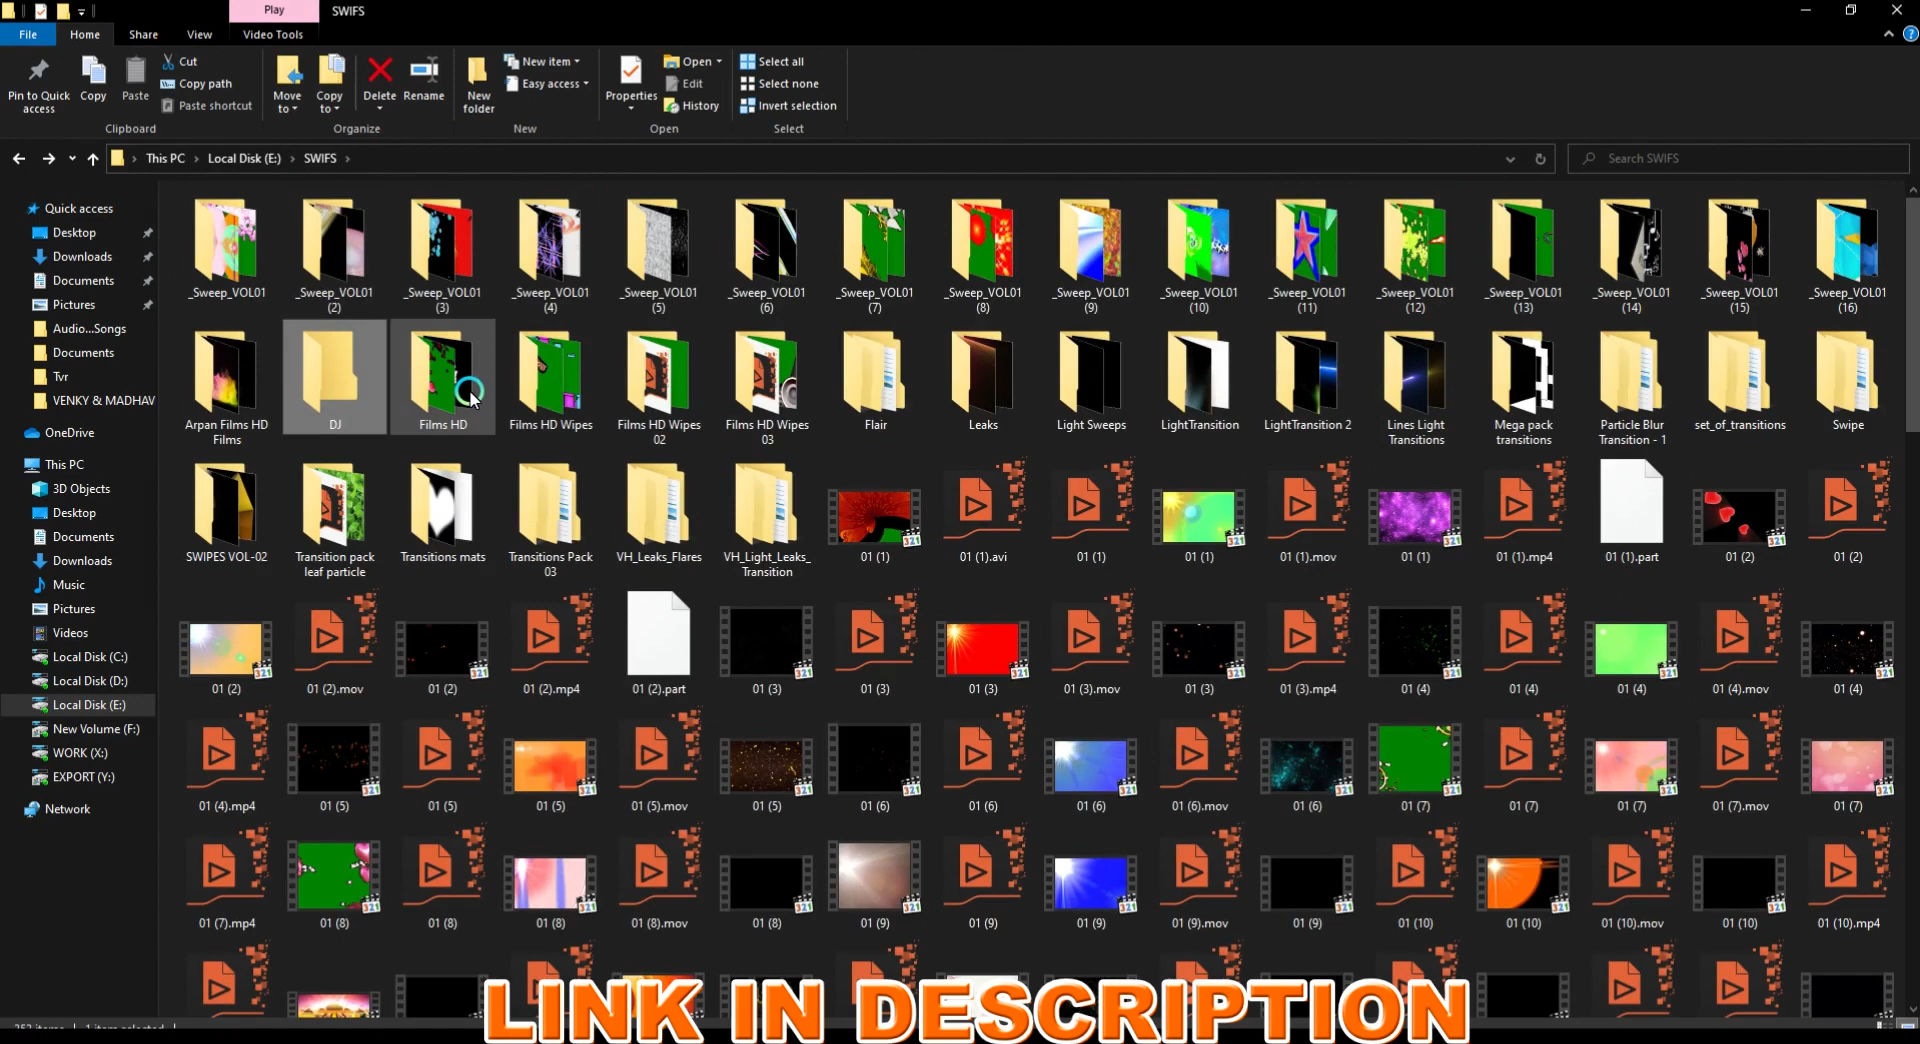 Play
SWIFS
File
Home
Share
View
Video Tools
Pin to Quick access
Copy
Paste
Cut
Copy path
Paste shortcut
Move to
Copy to
Delete
Rename
New folder
New item
Easy access
Properties
Open
Edit
History
Select all
Select none
Invert selection
Clipboard
Organize
New
Open
Select
This PC > Local Disk (E:) > SWIFS >
Search SWIFS
Quick access
Desktop
Downloads
Documents
Pictures
Audio...Songs
Documents
Tvr
VENKY & MADHAV
OneDrive
This PC
3D Objects
Desktop
Documents
Downloads
Music
Pictures
Videos
Local Disk (C:)
Local Disk (D:)
Local Disk (E:)
New Volume (F:)
WORK (X:)
EXPORT (Y:)
Network
_Sweep_VOL01
_Sweep_VOL01 (2)
_Sweep_VOL01 (3)
_Sweep_VOL01 (4)
_Sweep_VOL01 (5)
_Sweep_VOL01 (6)
_Sweep_VOL01 (7)
_Sweep_VOL01 (8)
_Sweep_VOL01 (9)
_Sweep_VOL01 (10)
_Sweep_VOL01 (11)
_Sweep_VOL01 (12)
_Sweep_VOL01 (13)
_Sweep_VOL01 (14)
_Sweep_VOL01 (15)
_Sweep_VOL01 (16)
Arpan Films HD Films
DJ
Films HD
Films HD Wipes
Films HD Wipes 02
Films HD Wipes 03
Flair
Leaks
Light Sweeps
LightTransition
LightTransition 2
Lines Light Transitions
Mega pack transitions
Particle Blur Transition - 1
set_of_transitions
Swipe
SWIPES VOL-02
Transition pack leaf particle
Transitions mats
Transitions Pack 03
VH_Leaks_Flares
VH_Light_Leaks_Transition
01 (1)
01 (1).avi
01 (1)
01 (1)
01 (1).mov
01 (1)
01 (1).mp4
01 (1).part
01 (2)
01 (2)
01 (2)
01 (2).mov
01 (2)
01 (2).mp4
01 (2).part
01 (3)
01 (3)
01 (3)
01 (3).mov
01 (3)
01 (3).mp4
01 (4)
01 (4)
01 (4)
01 (4).mov
01 (4)
01 (4).mp4
01 (5)
01 (5)
01 (5)
01 (5).mov
01 (5)
01 (6)
01 (6)
01 (6)
01 (6).mov
01 (6)
01 (7)
01 (7)
01 (7)
01 (7).mov
01 (7)
01 (7).mp4
01 (8)
01 (8)
01 (8)
01 (8).mov
01 (8)
01 (9)
01 (9)
01 (9)
01 (9).mov
01 (9)
01 (10)
01 (10)
01 (10).mov
01 (10)
01 (10).mp4
LINK IN DESCRIPTION